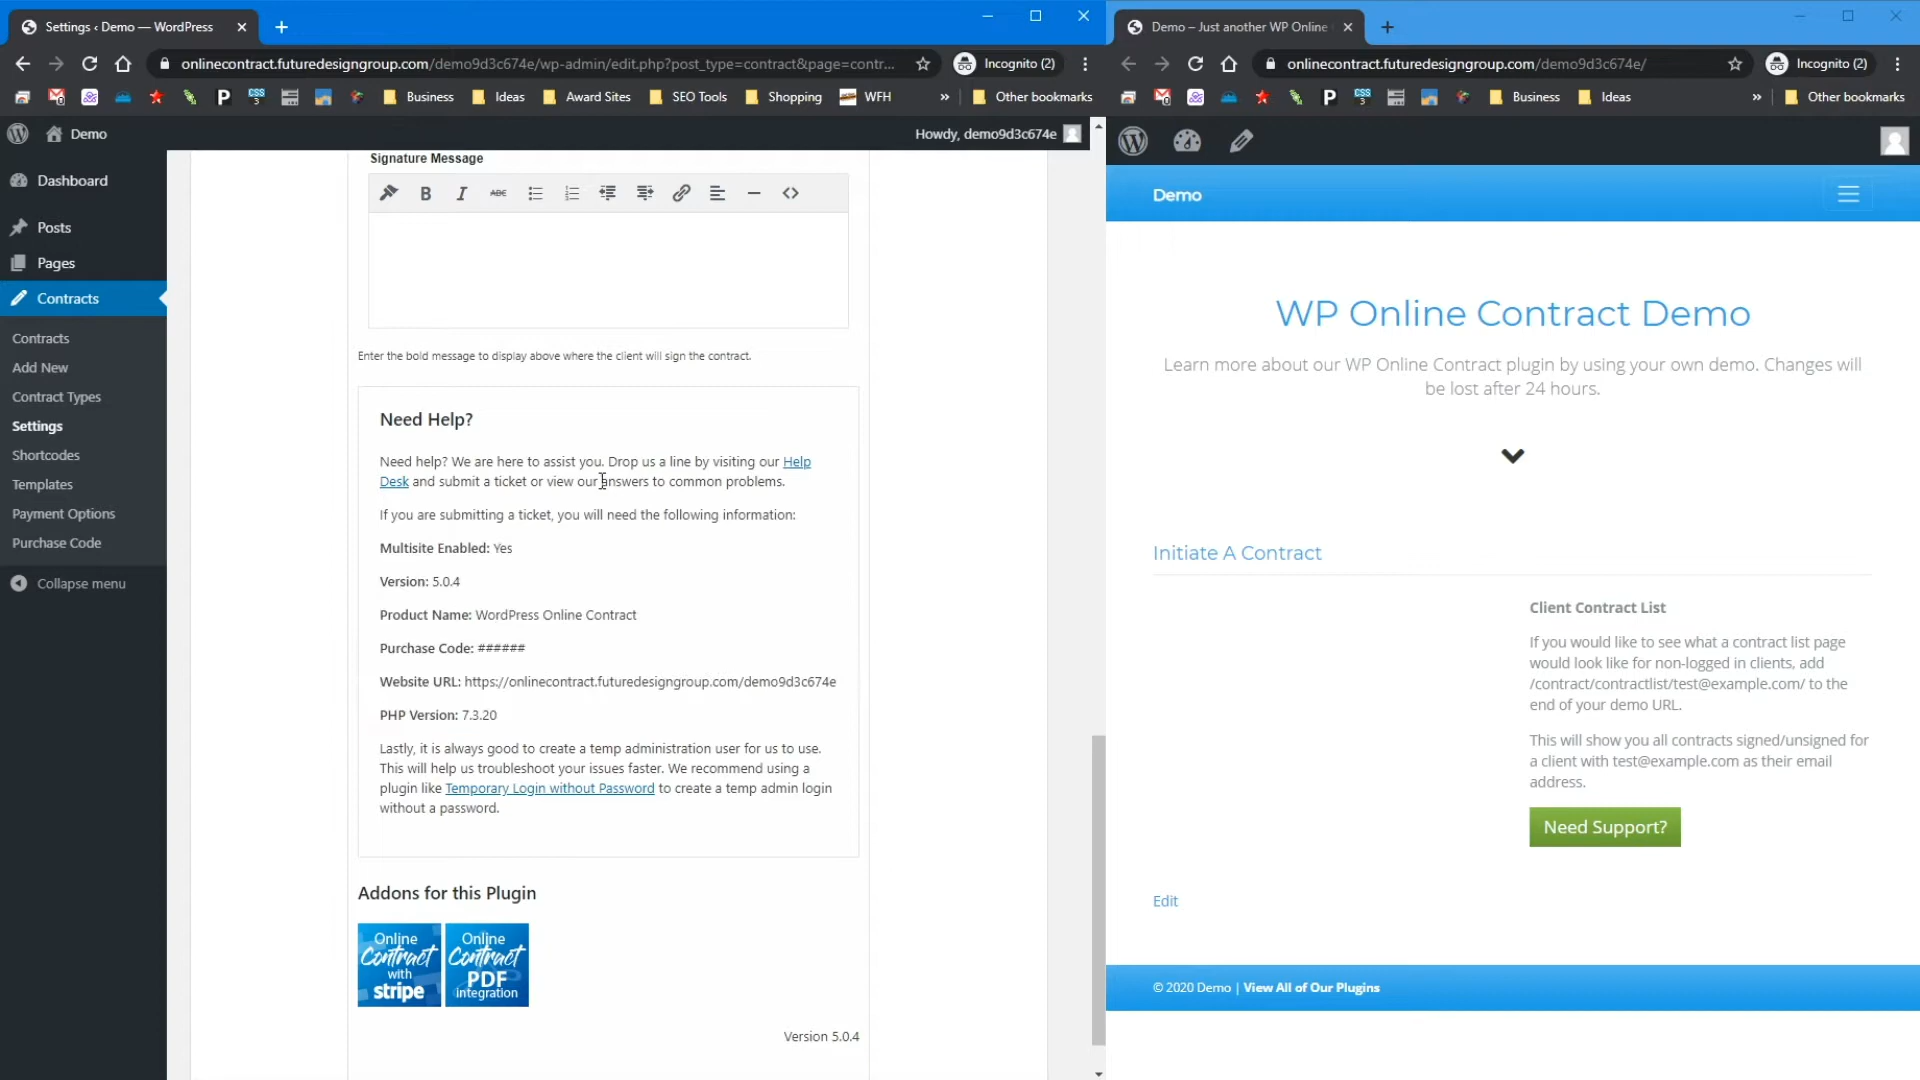 Settings ‹ Demo — WordPress
onlinecontract.futuredesigngroup.com/demo9d3c674e/wp-admin/edit.php?post_type=contract&page=contr...
Incognito (2)
Business
Ideas
Award Sites
SEO Tools
Shopping
WFH
»
Other bookmarks
Demo
Howdy, demo9d3c674e
Dashboard
Posts
Pages
Contracts
Contracts
Add New
Contract Types
Settings
Shortcodes
Templates
Payment Options
Purchase Code
Collapse menu
Signature Message
B I ABC
Enter the bold message to display above where the client will sign the contract.
Need Help?
Need help? We are here to assist you. Drop us a line by visiting our Help
Desk and submit a ticket or view our answers to common problems.
If you are submitting a ticket, you will need the following information:
Multisite Enabled: Yes
Version: 5.0.4
Product Name: WordPress Online Contract
Purchase Code: ######
Website URL: https://onlinecontract.futuredesigngroup.com/demo9d3c674e
PHP Version: 7.3.20
Lastly, it is always good to create a temp administration user for us to use.
This will help us troubleshoot your issues faster. We recommend using a
plugin like Temporary Login without Password to create a temp admin login
without a password.
Addons for this Plugin
Online
Contract
with
stripe
Online
Contract
PDF
integration
Version 5.0.4
Demo – Just another WP Online
onlinecontract.futuredesigngroup.com/demo9d3c674e/
Incognito (2)
P
CSS
3
Business
Ideas
»
Other bookmarks
Demo
WP Online Contract Demo
Learn more about our WP Online Contract plugin by using your own demo. Changes will
be lost after 24 hours.
Initiate A Contract
Client Contract List
If you would like to see what a contract list page
would look like for non-logged in clients, add
/contract/contractlist/test@example.com/ to the
end of your demo URL.
This will show you all contracts signed/unsigned for
a client with test@example.com as their email
address.
Need Support?
Edit
© 2020 Demo | View All of Our Plugins